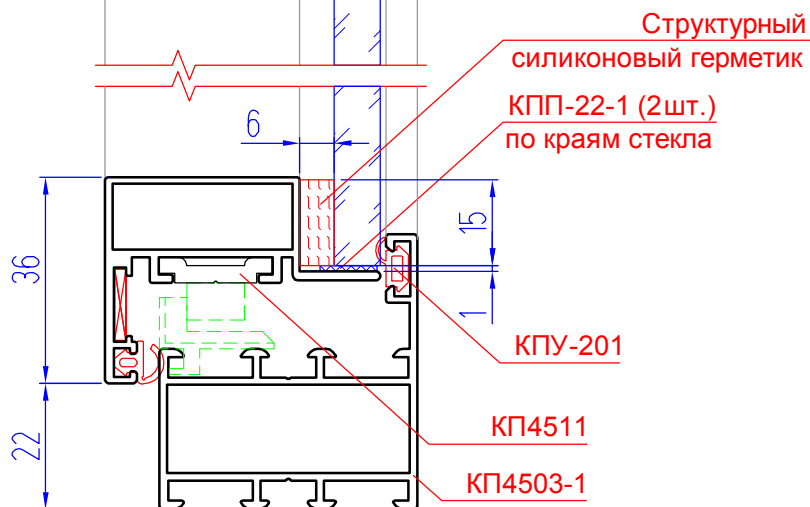 Структурный
силиконовый герметик
КПП-22-1 (2шт.)
по краям стекла
6
15
36
1
КПУ-201
КП4511
22
КП4503-1